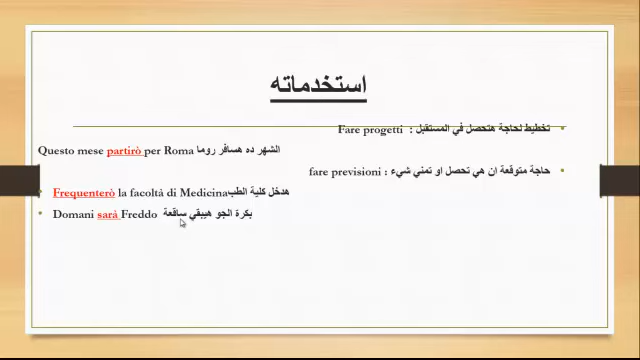 استخدماته
تخطيط لحاجة هتحصل في المستقبل : Fare progetti
Questo mese partirò per Roma الشهر ده هسافر روما
حاجة متوقعة ان هي تحصل او تمني شيء : fare previsioni
Frequenterò la facoltà di Medicina هدخل كلية الطب
Domani sarà Freddo بكرة الجو هيبقي ساقعة